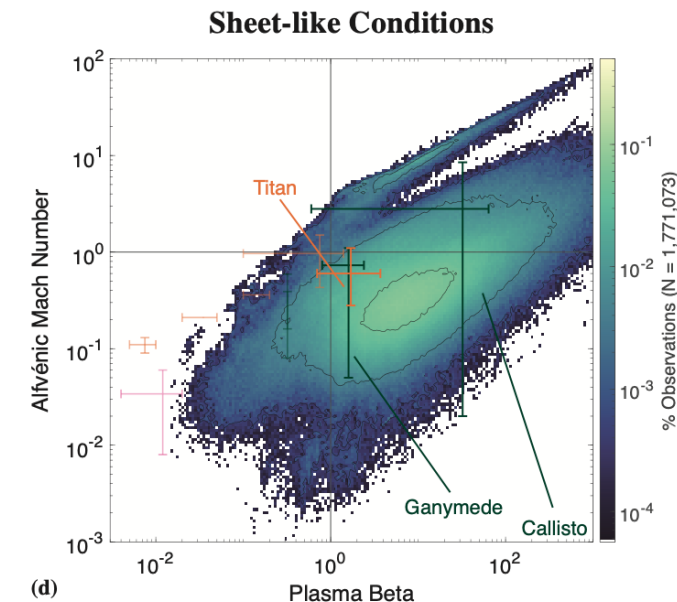 Sheet-like Conditions
10²
10¹
10⁰
10⁻¹
10⁻²
10⁻³
Alfvénic Mach Number
Titan
Ganymede
Callisto
10⁻²
10⁰
10²
Plasma Beta
10⁻¹
10⁻²
10⁻³
10⁻⁴
% Observations (N = 1,771,073)
(d)